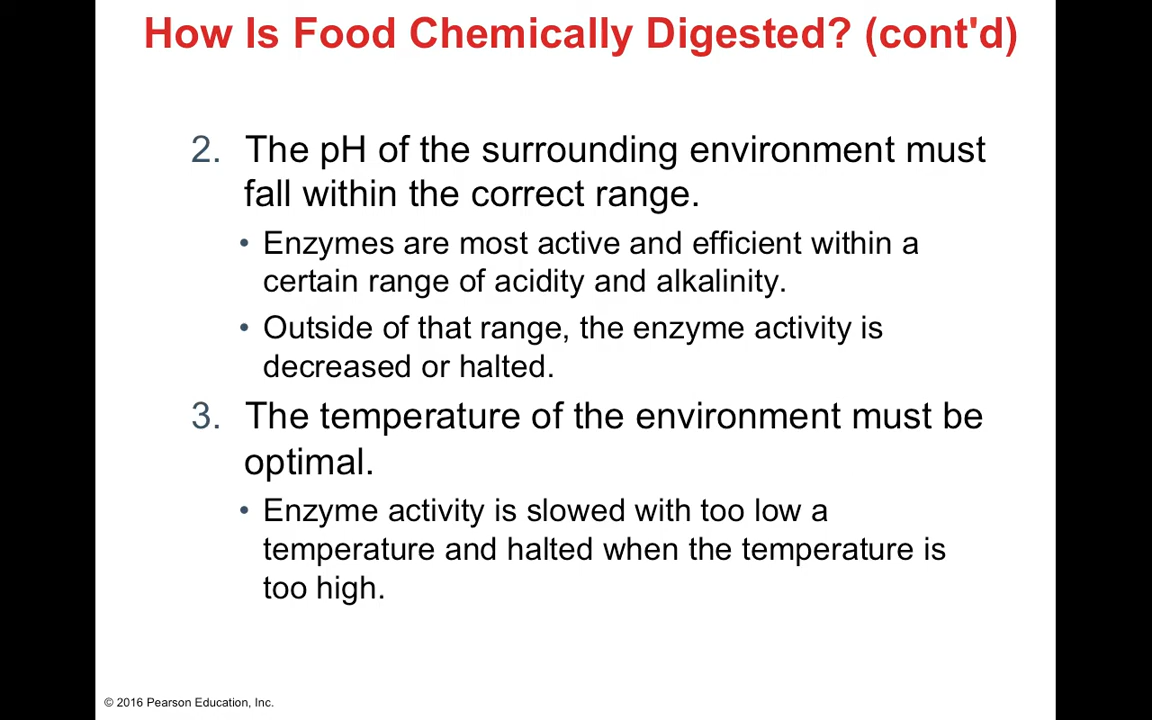 How Is Food Chemically Digested? (cont'd)
2. The pH of the surrounding environment must
fall within the correct range.
• Enzymes are most active and efficient within a
certain range of acidity and alkalinity.
• Outside of that range, the enzyme activity is
decreased or halted.
3. The temperature of the environment must be
optimal.
• Enzyme activity is slowed with too low a
temperature and halted when the temperature is
too high.
© 2016 Pearson Education, Inc.